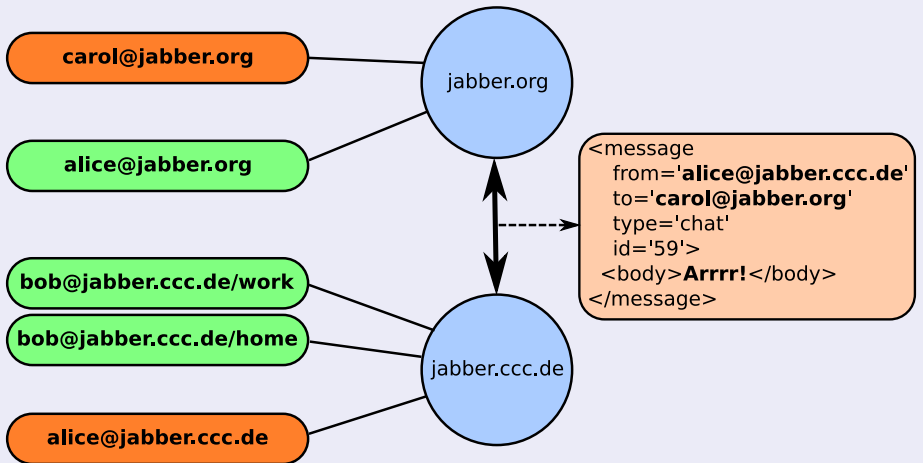 carol@jabber.org
jabber.org
alice@jabber.org
<message
from='alice@jabber.ccc.de'
to='carol@jabber.org'
type='chat'
id='59'>
<body>Arrrr!</body>
</message>
bob@jabber.ccc.de/work
bob@jabber.ccc.de/home
jabber.ccc.de
alice@jabber.ccc.de